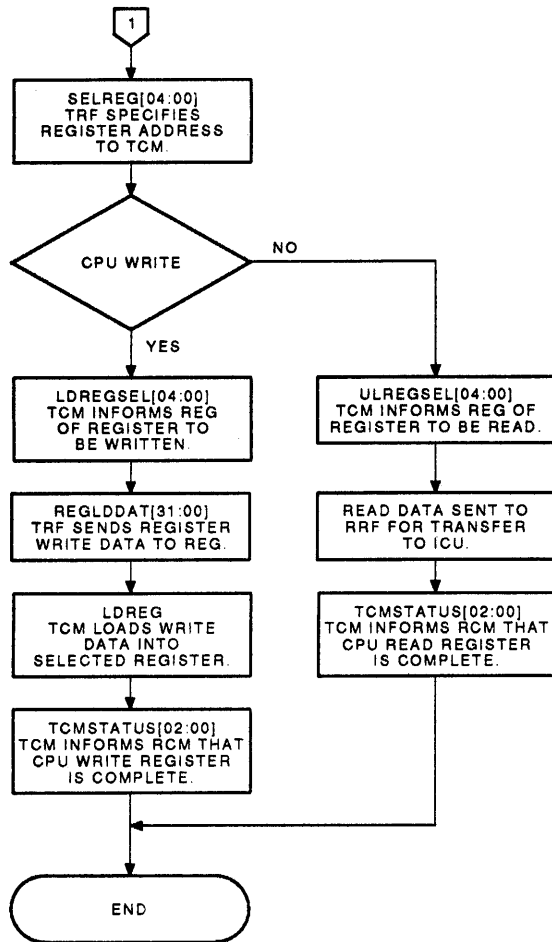 1
SELREG[04:00]
TRF SPECIFIES
REGISTER ADDRESS
TO TCM.
CPU WRITE
NO
YES
LDREGSEL[04:00]
TCM INFORMS REG
OF REGISTER TO
BE WRITTEN.
ULREGSEL[04:00]
TCM INFORMS REG OF
REGISTER TO BE READ.
REGLDDAT[31:00]
TRF SENDS REGISTER
WRITE DATA TO REG.
READ DATA SENT TO
RRF FOR TRANSFER
TO ICU.
LDREG
TCM LOADS WRITE
DATA INTO
SELECTED REGISTER.
TCMSTATUS[02:00]
TCM INFORMS RCM THAT
CPU READ REGISTER
IS COMPLETE.
TCMSTATUS[02:00]
TCM INFORMS RCM THAT
CPU WRITE REGISTER
IS COMPLETE.
END